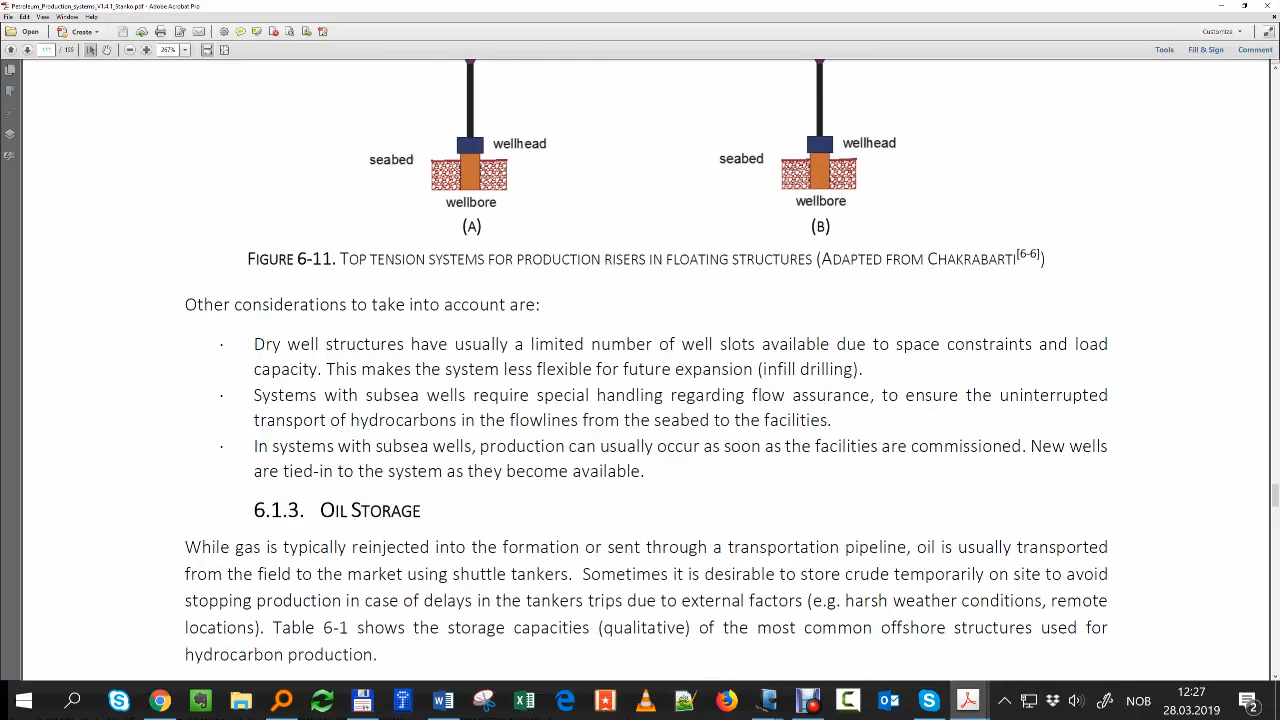 Petroleum_Production_systems_V1.4.1_Stanko.pdf - Adobe Acrobat Pro
File Edit View Window Help
Open Create Customize
/ 155 267% Tools Fill & Sign Comment
wellhead wellhead
seabed seabed
wellbore wellbore
(A) (B)
FIGURE 6-11. TOP TENSION SYSTEMS FOR PRODUCTION RISERS IN FLOATING STRUCTURES (ADAPTED FROM CHAKRABARTI[6-6])
Other considerations to take into account are:
· Dry well structures have usually a limited number of well slots available due to space constraints and load
capacity. This makes the system less flexible for future expansion (infill drilling).
· Systems with subsea wells require special handling regarding flow assurance, to ensure the uninterrupted
transport of hydrocarbons in the flowlines from the seabed to the facilities.
· In systems with subsea wells, production can usually occur as soon as the facilities are commissioned. New wells
are tied-in to the system as they become available.
6.1.3. OIL STORAGE
While gas is typically reinjected into the formation or sent through a transportation pipeline, oil is usually transported
from the field to the market using shuttle tankers. Sometimes it is desirable to store crude temporarily on site to avoid
stopping production in case of delays in the tankers trips due to external factors (e.g. harsh weather conditions, remote
locations). Table 6-1 shows the storage capacities (qualitative) of the most common offshore structures used for
hydrocarbon production.
NOB 12:27
28.03.2019 2